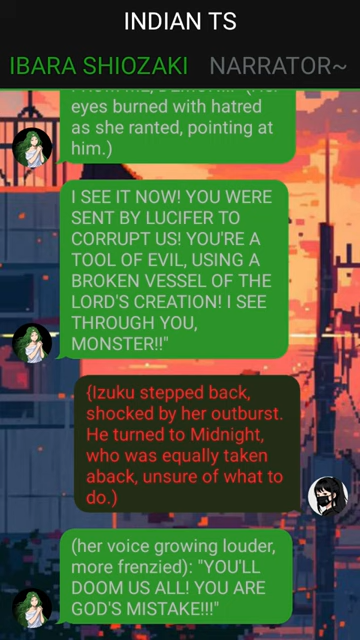 INDIAN TS
IBARA SHIOZAKI NARRATOR~
eyes burned with hatred
as she ranted, pointing at
him.)
I SEE IT NOW! YOU WERE
SENT BY LUCIFER TO
CORRUPT US! YOU'RE A
TOOL OF EVIL, USING A
BROKEN VESSEL OF THE
LORD'S CREATION! I SEE
THROUGH YOU,
MONSTER!!"
{Izuku stepped back,
shocked by her outburst.
He turned to Midnight,
who was equally taken
aback, unsure of what to
do.)
(her voice growing louder,
more frenzied): "YOU'LL
DOOM US ALL! YOU ARE
GOD'S MISTAKE!!!"